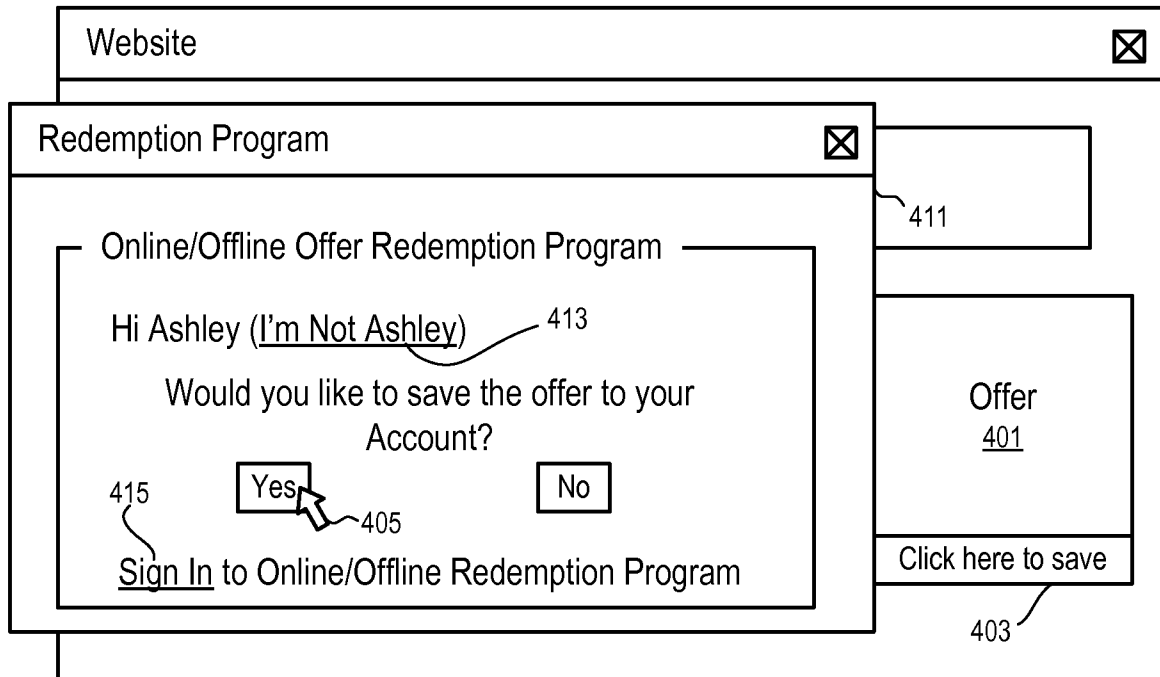 Website
Redemption Program
411
Online/Offline Offer Redemption Program
Hi Ashley (I'm Not Ashley)
413
Would you like to save the offer to your
Account?
Offer
401
Yes
No
415
405
Sign In to Online/Offline Redemption Program
Click here to save
403